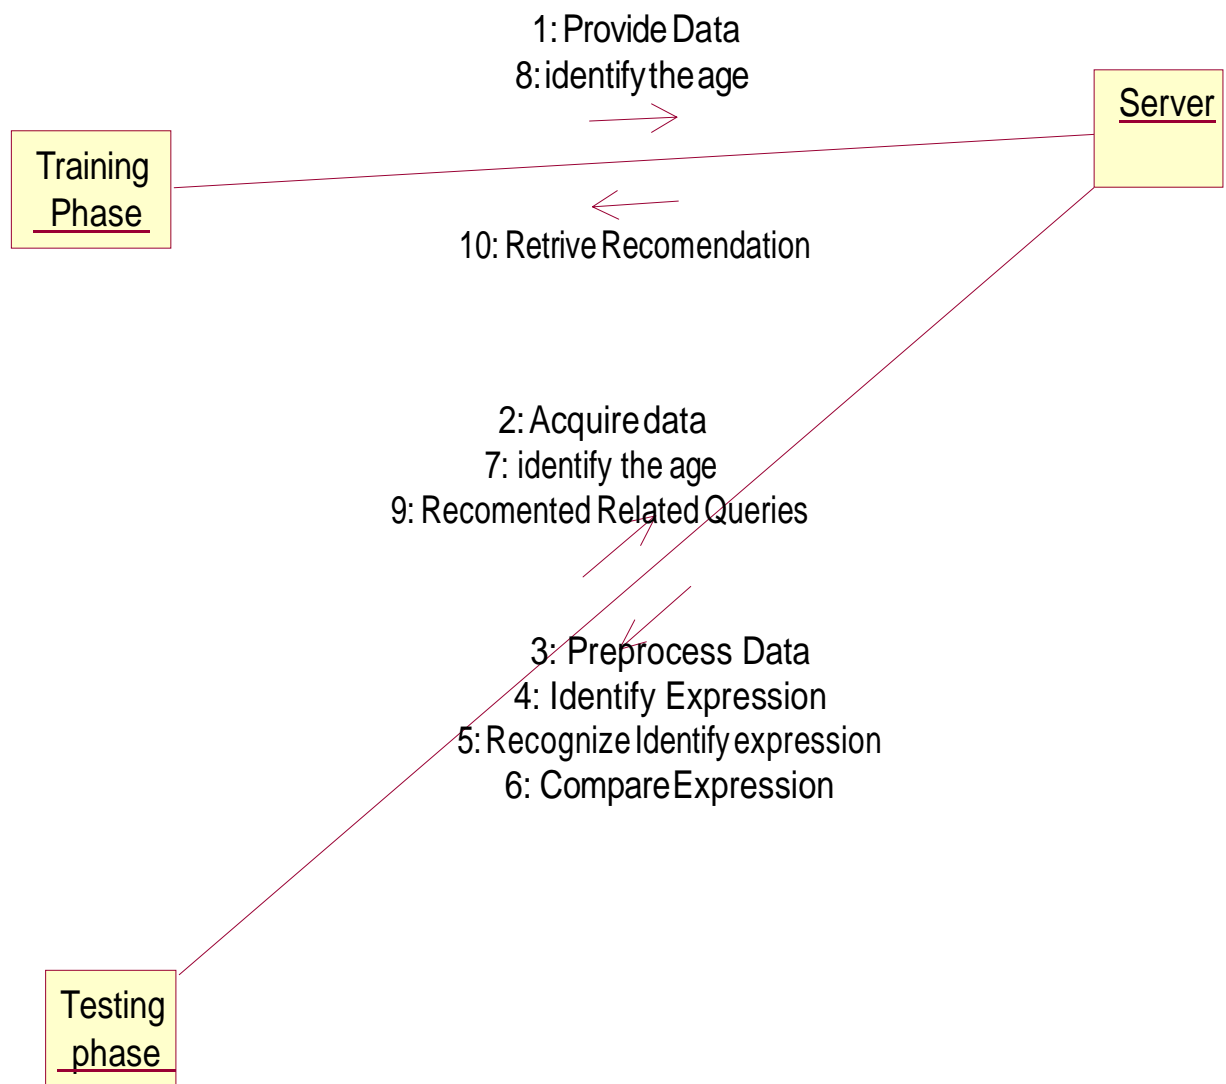 1: Provide Data
8: identify the age
Server
Training
Phase
10: Retrive Recomendation
2: Acquire data
7: identify the age
9: Recomented Related Queries
3: Preprocess Data
4: Identify Expression
5: Recognize Identify expression
6: Compare Expression
Testing
phase